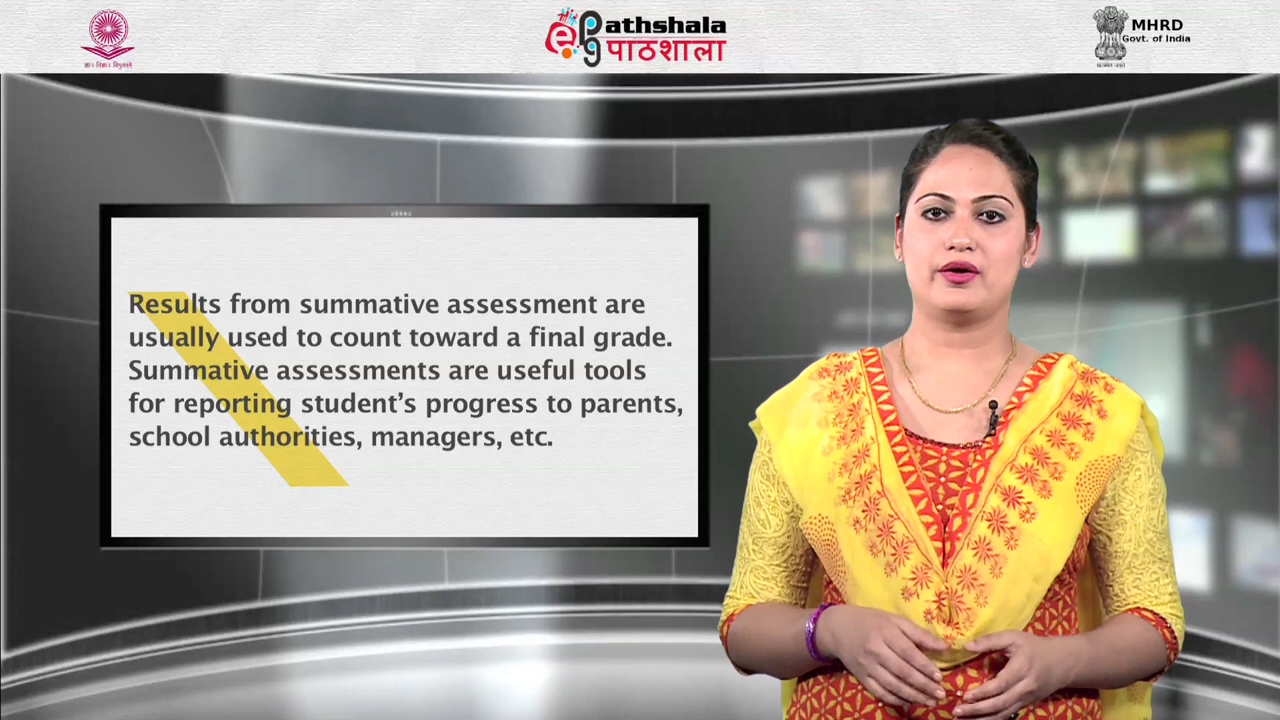 ePG Pathshala
पाठशाला
MHRD
Govt. of India
Results from summative assessment are
usually used to count toward a final grade.
Summative assessments are useful tools
for reporting student's progress to parents,
school authorities, managers, etc.